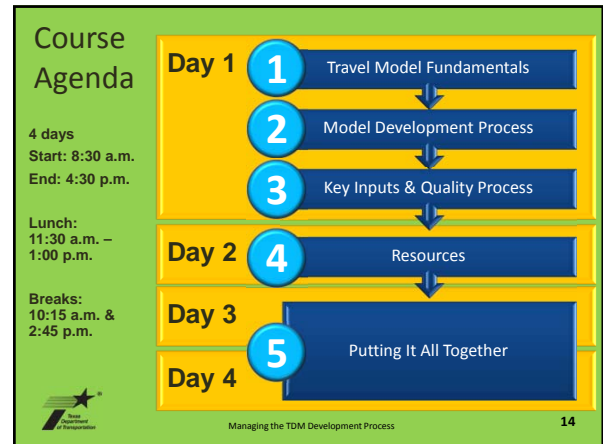 Course
Agenda
4 days
Start: 8:30 a.m.
End: 4:30 p.m.
Lunch:
11:30 a.m. –
1:00 p.m.
Breaks:
10:15 a.m. &
2:45 p.m.
Day 1
1
Travel Model Fundamentals
2
Model Development Process
3
Key Inputs & Quality Process
Day 2
4
Resources
Day 3
5
Putting It All Together
Day 4
Texas
Department
of Transportation
®
Managing the TDM Development Process
14